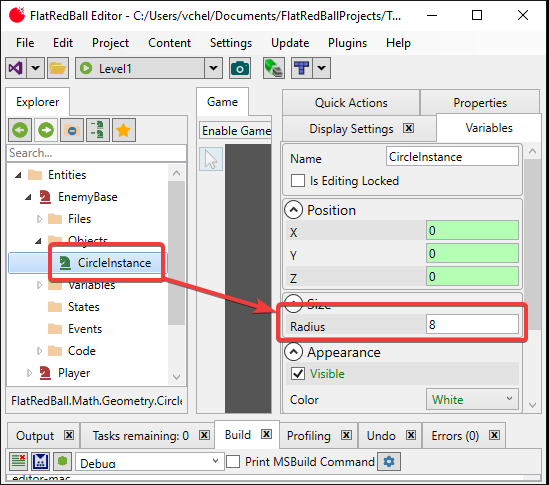 FlatRedBall Editor - C:/Users/vchel/Documents/FlatRedBallProjects/T...
File Edit Project Content Settings Update Plugins Help
Level1
Explorer
Search...
Entities
EnemyBase
Files
Objects
CircleInstance
Variables
States
Events
Code
Player
FlatRedBall.Math.Geometry.Circle
Game
Enable Game
Quick Actions Properties
Display Settings Variables
Name CircleInstance
Is Editing Locked
Position
X 0
Y 0
Z 0
Size
Radius 8
Appearance
Visible
Color White
Output Tasks remaining: 0 Build Profiling Undo Errors (0)
Debug Print MSBuild Command
editor-mac